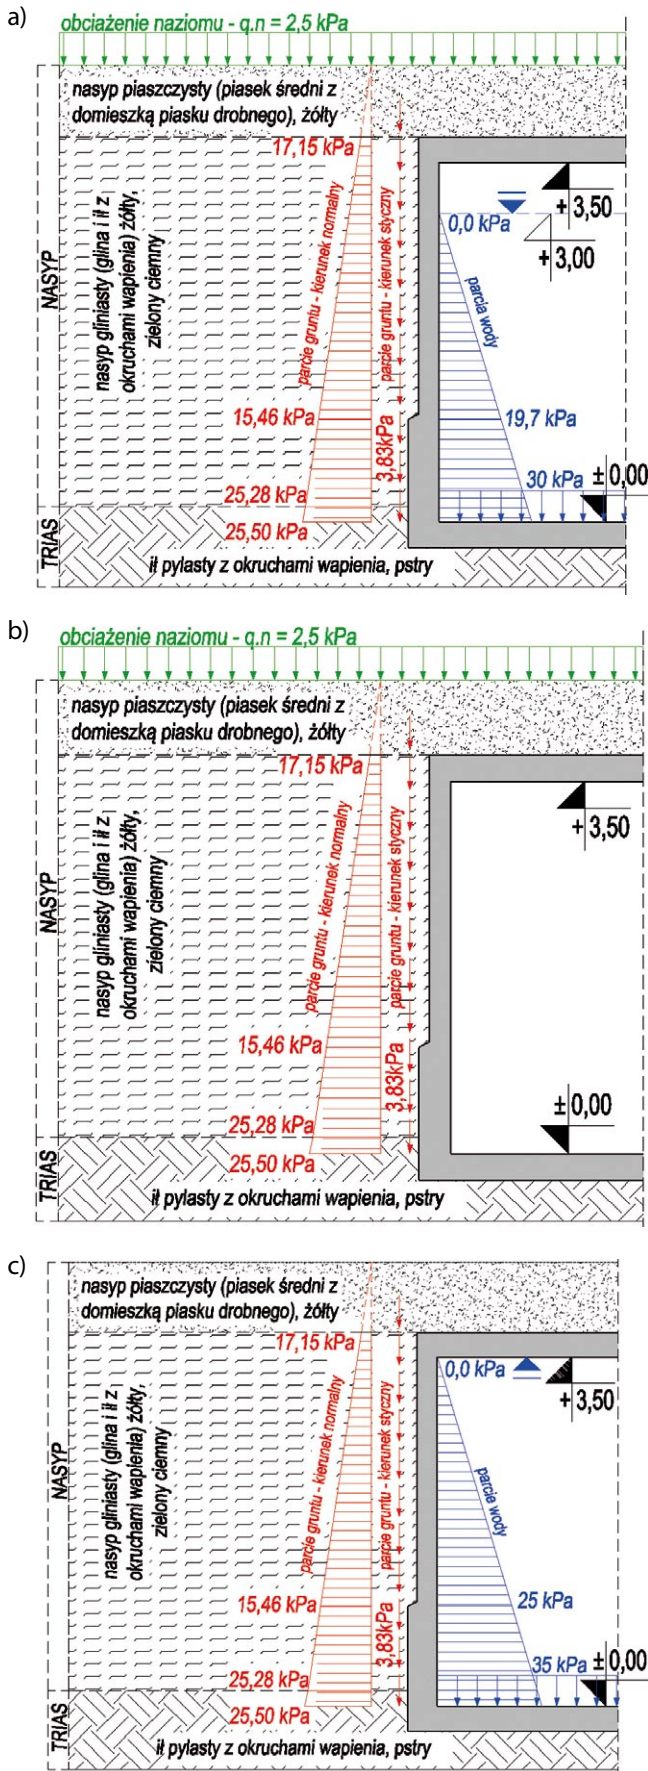 a)
obciażenie naziomu - q.n = 2,5 kPa
nasyp piaszczysty (piasek średni z
domieszką piasku drobnego), żółty
17,15 kPa
NASYP
nasyp gliniasty (glina i ił z
okruchami wapienia) żółty,
zielony ciemny
parcie gruntu - kierunek normalny
parcie gruntu - kierunek styczny
+ 3,50
0,0 kPa
+ 3,00
parcia wody
15,46 kPa
19,7 kPa
3,83kPa
30 kPa
± 0,00
25,28 kPa
25,50 kPa
TRIAS
ił pylasty z okruchami wapienia, pstry
b)
obciażenie naziomu - q.n = 2,5 kPa
nasyp piaszczysty (piasek średni z
domieszką piasku drobnego), żółty
17,15 kPa
NASYP
nasyp gliniasty (glina i ił z
okruchami wapienia) żółty,
zielony ciemny
parcie gruntu - kierunek normalny
parcie gruntu - kierunek styczny
+ 3,50
15,46 kPa
3,83kPa
± 0,00
25,28 kPa
25,50 kPa
TRIAS
ił pylasty z okruchami wapienia, pstry
c)
nasyp piaszczysty (piasek średni z
domieszką piasku drobnego), żółty
17,15 kPa
NASYP
nasyp gliniasty (glina i ił z
okruchami wapienia) żółty,
zielony ciemny
parcie gruntu - kierunek normalny
parcie gruntu - kierunek styczny
0,0 kPa
+ 3,50
parcie wody
15,46 kPa
25 kPa
3,83kPa
35 kPa
± 0,00
25,28 kPa
25,50 kPa
TRIAS
ił pylasty z okruchami wapienia, pstry